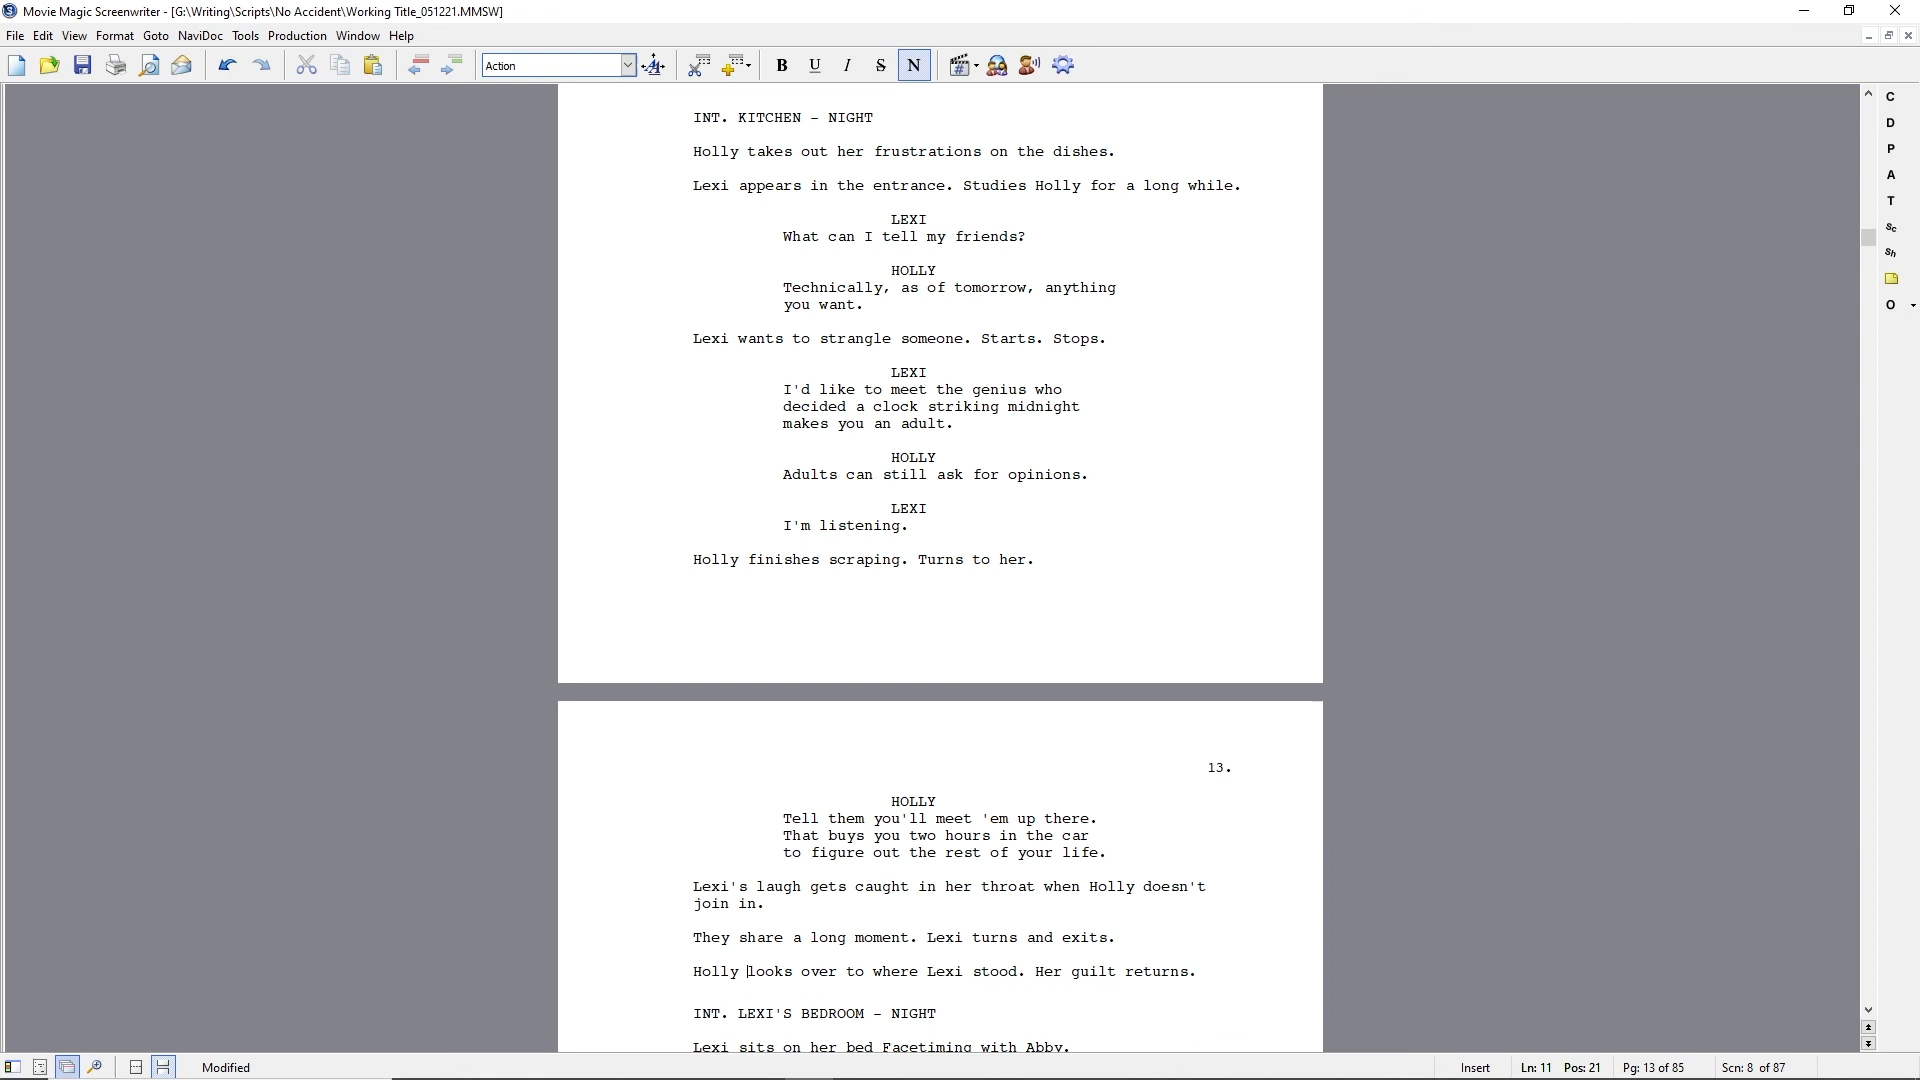 Movie Magic Screenwriter - [G:\Writing\Scripts\No Accident\Working Title_051221.MMSW]
File Edit View Format Goto NaviDoc Tools Production Window Help
Action
B U I S N
C
D
P
A
T
Sc
Sh
O
INT. KITCHEN - NIGHT
Holly takes out her frustrations on the dishes.
Lexi appears in the entrance. Studies Holly for a long while.
LEXI
What can I tell my friends?
HOLLY
Technically, as of tomorrow, anything
you want.
Lexi wants to strangle someone. Starts. Stops.
LEXI
I'd like to meet the genius who
decided a clock striking midnight
makes you an adult.
HOLLY
Adults can still ask for opinions.
LEXI
I'm listening.
Holly finishes scraping. Turns to her.
13.
HOLLY
Tell them you'll meet 'em up there.
That buys you two hours in the car
to figure out the rest of your life.
Lexi's laugh gets caught in her throat when Holly doesn't
join in.
They share a long moment. Lexi turns and exits.
Holly looks over to where Lexi stood. Her guilt returns.
INT. LEXI'S BEDROOM - NIGHT
Lexi sits on her bed Facetiming with Abby.
Modified Insert Ln: 11 Pos: 21 Pg: 13 of 85 Scn: 8 of 87